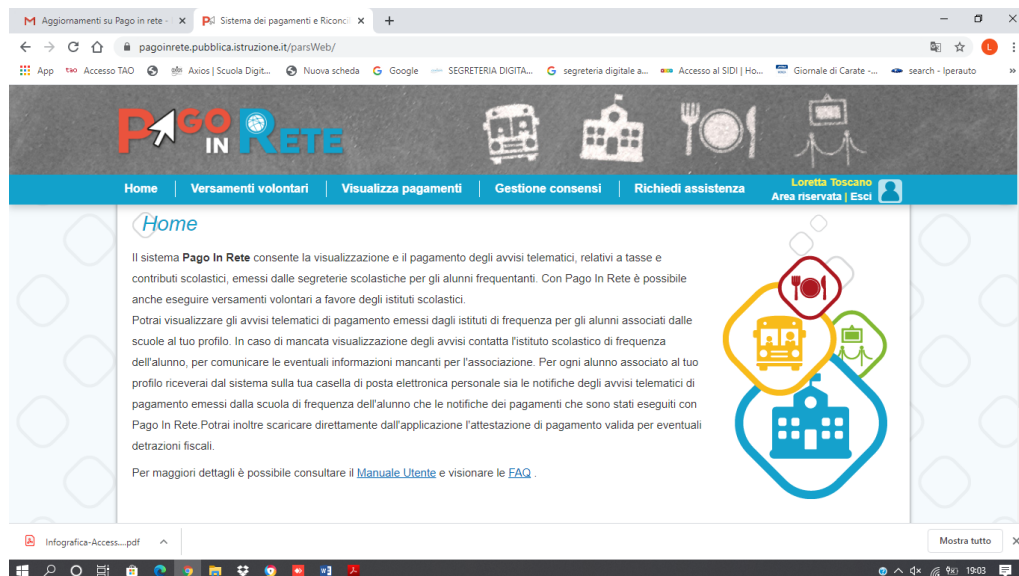 Aggiornamenti su Pago in rete -
Sistema dei pagamenti e Riconcil
pagoinrete.pubblica.istruzione.it/parsWeb/
L
App
Accesso TAO
Axios | Scuola Digit...
Nuova scheda
Google
SEGRETERIA DIGITA...
segreteria digitale a...
Accesso al SIDI | Ho...
Giornale di Carate -...
search - Iperauto
»
PAGO
IN RETE
Home
Versamenti volontari
Visualizza pagamenti
Gestione consensi
Richiedi assistenza
Loretta Toscano
Area riservata | Esci
Home
Il sistema Pago In Rete consente la visualizzazione e il pagamento degli avvisi telematici, relativi a tasse e
contributi scolastici, emessi dalle segreterie scolastiche per gli alunni frequentanti. Con Pago In Rete è possibile
anche eseguire versamenti volontari a favore degli istituti scolastici.
Potrai visualizzare gli avvisi telematici di pagamento emessi dagli istituti di frequenza per gli alunni associati dalle
scuole al tuo profilo. In caso di mancata visualizzazione degli avvisi contatta l'istituto scolastico di frequenza
dell'alunno, per comunicare le eventuali informazioni mancanti per l'associazione. Per ogni alunno associato al tuo
profilo riceverai dal sistema sulla tua casella di posta elettronica personale sia le notifiche degli avvisi telematici di
pagamento emessi dalla scuola di frequenza dell'alunno che le notifiche dei pagamenti che sono stati eseguiti con
Pago In Rete.Potrai inoltre scaricare direttamente dall'applicazione l'attestazione di pagamento valida per eventuali
detrazioni fiscali.
Per maggiori dettagli è possibile consultare il Manuale Utente e visionare le FAQ .
Infografica-Access....pdf
Mostra tutto
19:03